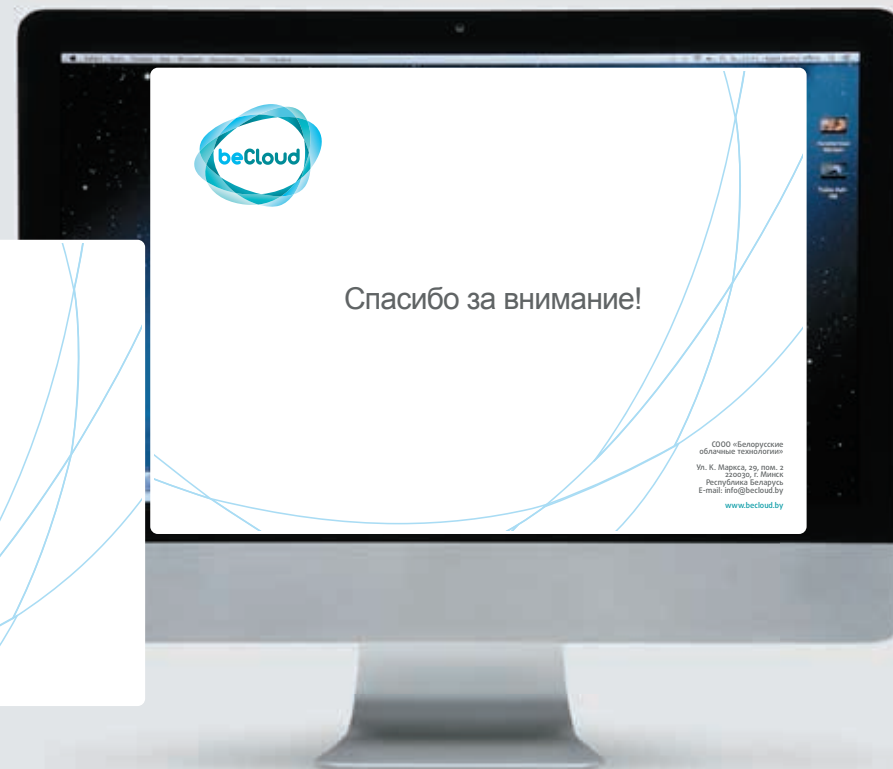 beCloud
Спасибо за внимание!
СООО «Белорусские
облачные технологии»
Ул. К. Маркса, 29, пом. 2
220030, г. Минск
Республика Беларусь
E-mail: info@becloud.by
www.becloud.by